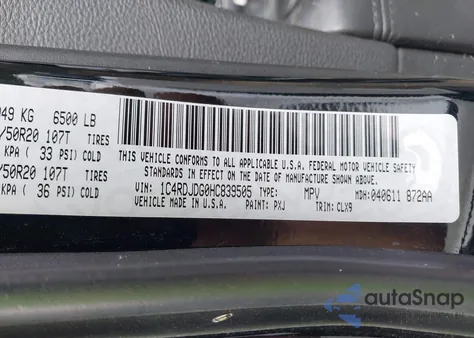 049 KG 6500 LB
/50R20 107T TIRES
KPA ( 33 PSI) COLD
/50R20 107T TIRES
KPA ( 36 PSI) COLD
THIS VEHICLE CONFORMS TO ALL APPLICABLE U.S.A. FEDERAL MOTOR VEHICLE SAFETY
STANDARDS IN EFFECT ON THE DATE OF MANUFACTURE SHOWN ABOVE.
VIN: 1C4RDJDG0HC839505 TYPE: MPV MDH: 040611 872AA
VEHICLE MADE IN U.S.A. PAINT: PXJ TRIM: CLX9
autoSnap
by Carketa